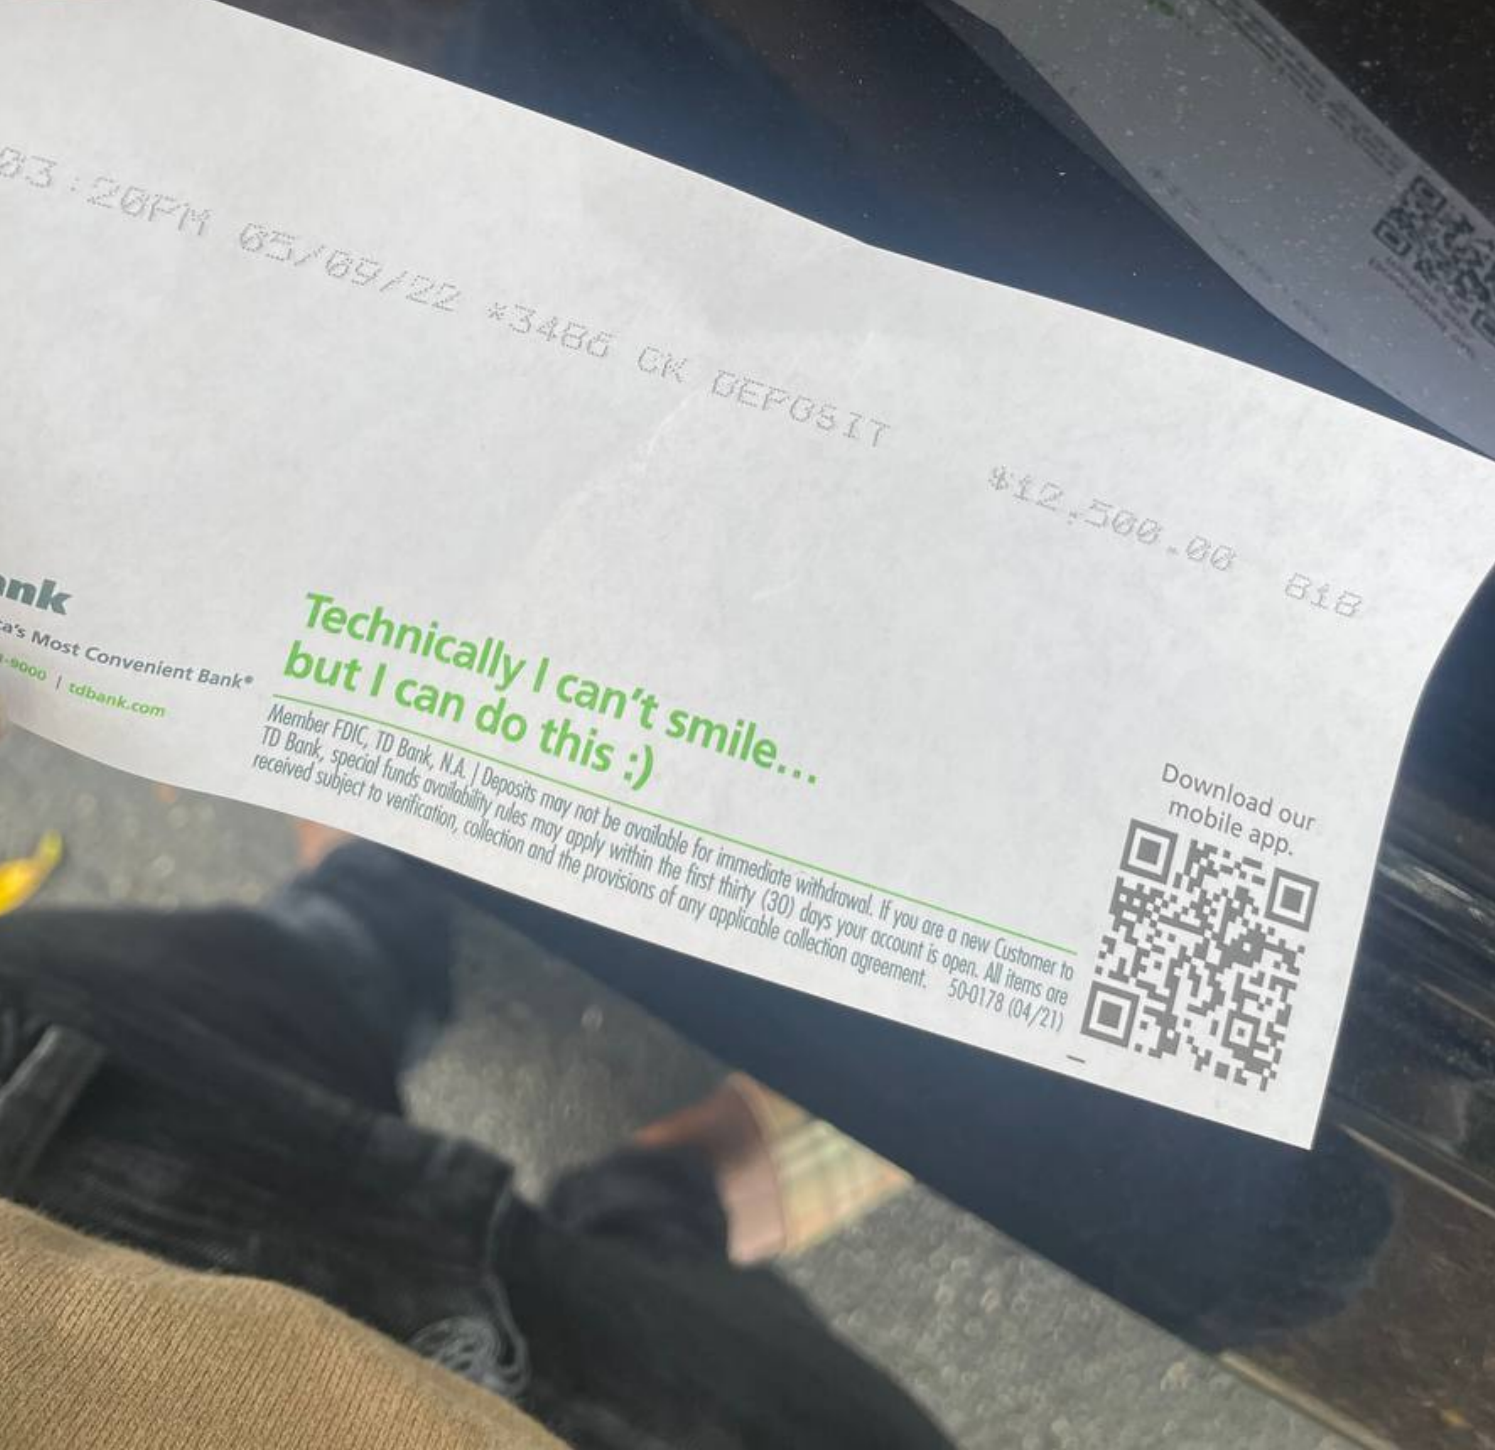 03:20PM 05/09/22 *3486 CK DEPOSIT $12,500.00 818
ank
ca's Most Convenient Bank®
-9000 | tdbank.com
Technically I can't smile...
but I can do this :)
Member FDIC, TD Bank, N.A. | Deposits may not be available for immediate withdrawal. If you are a new Customer to
TD Bank, special funds availability rules may apply within the first thirty (30) days your account is open. All items are
received subject to verification, collection and the provisions of any applicable collection agreement. 50-0178 (04/21)
Download our
mobile app.